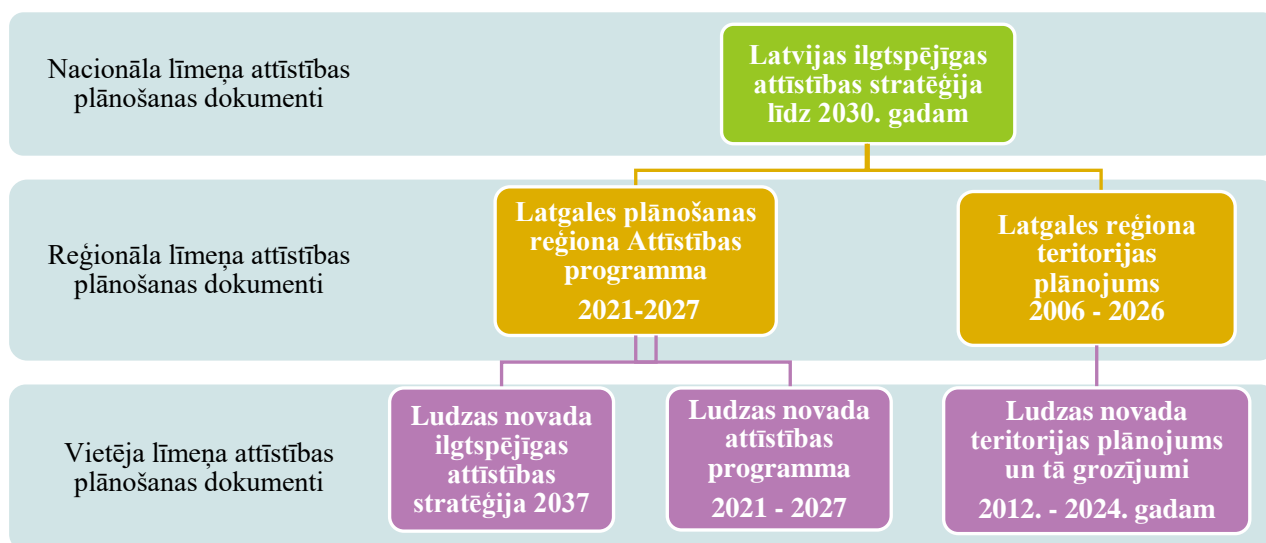 Nacionāla līmeņa attīstības
plānošanas dokumenti
Latvijas ilgtspējīgas
attīstības stratēģija
līdz 2030. gadam
Reģionāla līmeņa attīstības
plānošanas dokumenti
Latgales plānošanas
reģiona Attīstības
programma
2021-2027
Latgales reģiona
teritorijas
plānojums
2006 - 2026
Vietēja līmeņa attīstības
plānošanas dokumenti
Ludzas novada
ilgtspējīgas
attīstības
stratēģija 2037
Ludzas novada
attīstības
programma
2021 - 2027
Ludzas novada
teritorijas plānojums
un tā grozījumi
2012. - 2024. gadam